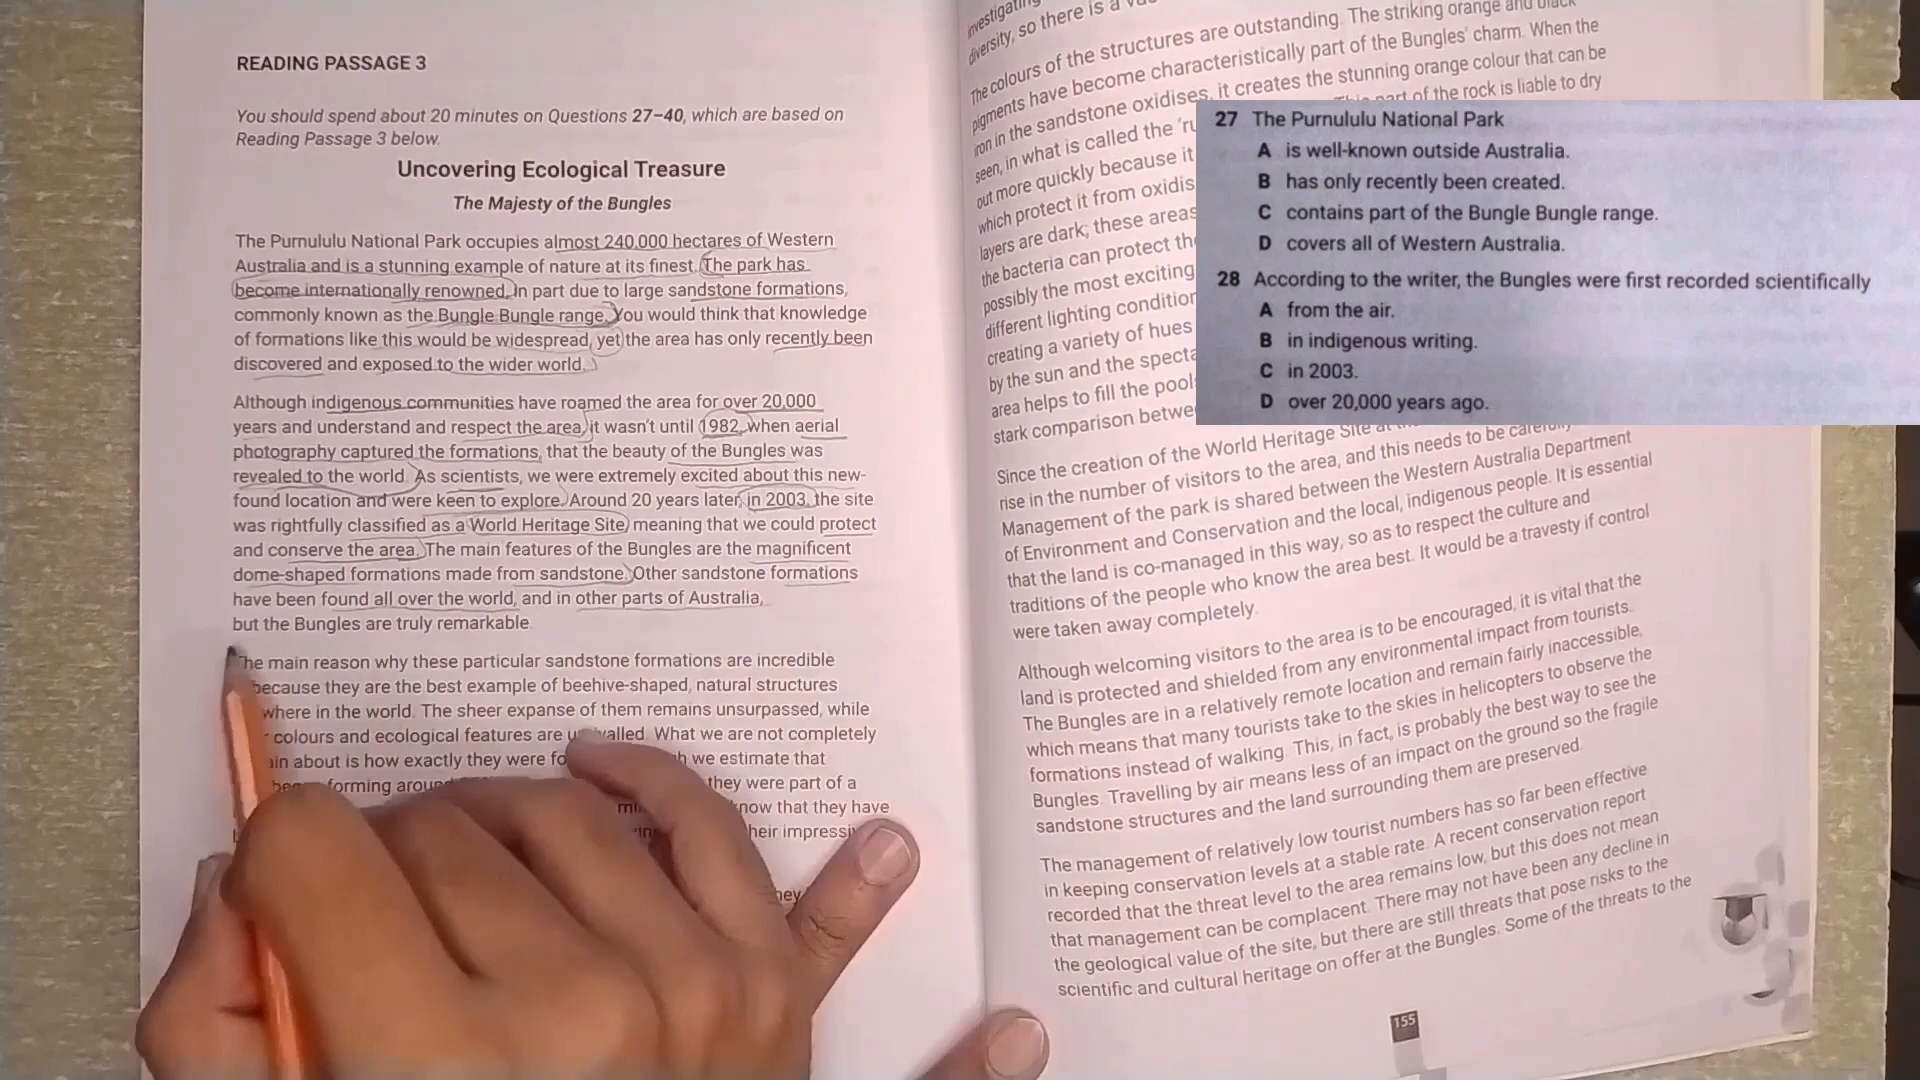 READING PASSAGE 3
You should spend about 20 minutes on Questions 27–40, which are based on
Reading Passage 3 below.
Uncovering Ecological Treasure
The Majesty of the Bungles
The Purnululu National Park occupies almost 240,000 hectares of Western
Australia and is a stunning example of nature at its finest. The park has
become internationally renowned, in part due to large sandstone formations,
commonly known as the Bungle Bungle range. You would think that knowledge
of formations like this would be widespread, yet the area has only recently been
discovered and exposed to the wider world.
Although indigenous communities have roamed the area for over 20,000
years and understand and respect the area, it wasn't until 1982, when aerial
photography captured the formations, that the beauty of the Bungles was
revealed to the world. As scientists, we were extremely excited about this new-
found location and were keen to explore. Around 20 years later, in 2003, the site
was rightfully classified as a World Heritage Site, meaning that we could protect
and conserve the area. The main features of the Bungles are the magnificent
dome-shaped formations made from sandstone. Other sandstone formations
have been found all over the world, and in other parts of Australia,
but the Bungles are truly remarkable.
he main reason why these particular sandstone formations are incredible
because they are the best example of beehive-shaped, natural structures
where in the world. The sheer expanse of them remains unsurpassed, while
colours and ecological features are What we are not completely
about is how exactly they were we estimate that
forming they were part of a
know that they have
their
investigating
diversity, so there is a
The colours of the structures are outstanding. The striking orange and black
pigments have become characteristically part of the Bungles' charm. When the
iron in the sandstone oxidises, it creates the stunning orange colour that can be
seen, in what is called the part of the rock is liable to dry
out more quickly because it
which protect it from
layers are dark; these areas
the bacteria can protect
possibly the most exciting
different lighting
creating a variety of hues
by the sun and the
area helps to fill the
stark comparison
Since the creation of the World Heritage Site
rise in the number of visitors to the area, and this needs to be
Management of the park is shared between the Western Australia Department
of Environment and Conservation and the local, indigenous people. It is essential
that the land is co-managed in this way, so as to respect the culture and
traditions of the people who know the area best. It would be a travesty if control
were taken away completely.
Although welcoming visitors to the area is to be encouraged, it is vital that the
land is protected and shielded from any environmental impact from tourists.
The Bungles are in a relatively remote location and remain fairly inaccessible,
which means that many tourists take to the skies in helicopters to observe the
formations instead of walking. This, in fact, is probably the best way to see the
Bungles. Travelling by air means less of an impact on the ground so the fragile
sandstone structures and the land surrounding them are preserved.
The management of relatively low tourist numbers has so far been effective
in keeping conservation levels at a stable rate. A recent conservation report
recorded that the threat level to the area remains low, but this does not mean
that management can be complacent. There may not have been any decline in
the geological value of the site, but there are still threats that pose risks to the
scientific and cultural heritage on offer at the Bungles. Some of the threats to the
155
27 The Purnululu National Park
A is well-known outside Australia.
B has only recently been created.
C contains part of the Bungle Bungle range.
D covers all of Western Australia.
28 According to the writer, the Bungles were first recorded scientifically
A from the air.
B in indigenous writing.
C in 2003.
D over 20,000 years ago.